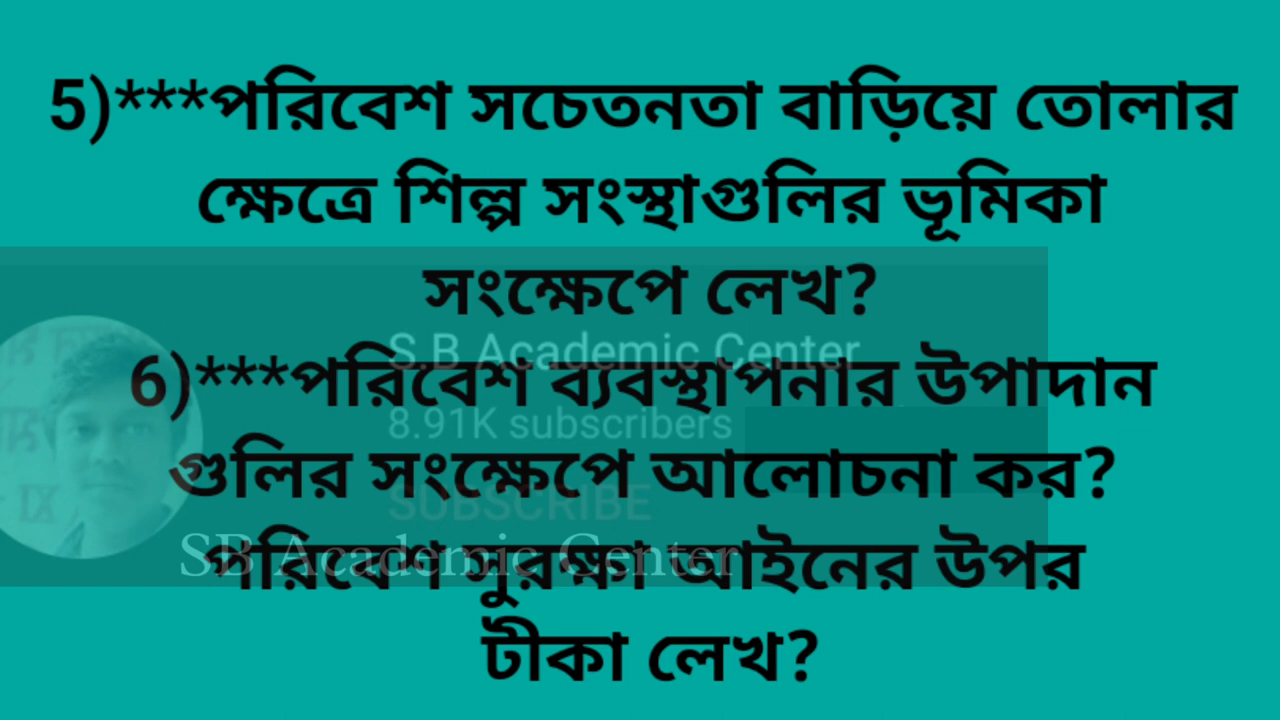 5)***পরিবেশ সচেতনতা বাড়িয়ে তোলার
ক্ষেত্রে শিল্প সংস্থাগুলির ভূমিকা
সংক্ষেপে লেখ?
S.B Academic Center
6)***পরিবেশ ব্যবস্থাপনার উপাদান
8.91K subscribers
গুলির সংক্ষেপে আলোচনা কর?
IX
SUBSCRIBE
SB Academic Center
পরিবেশ সুরক্ষা আইনের উপর
টীকা লেখ?